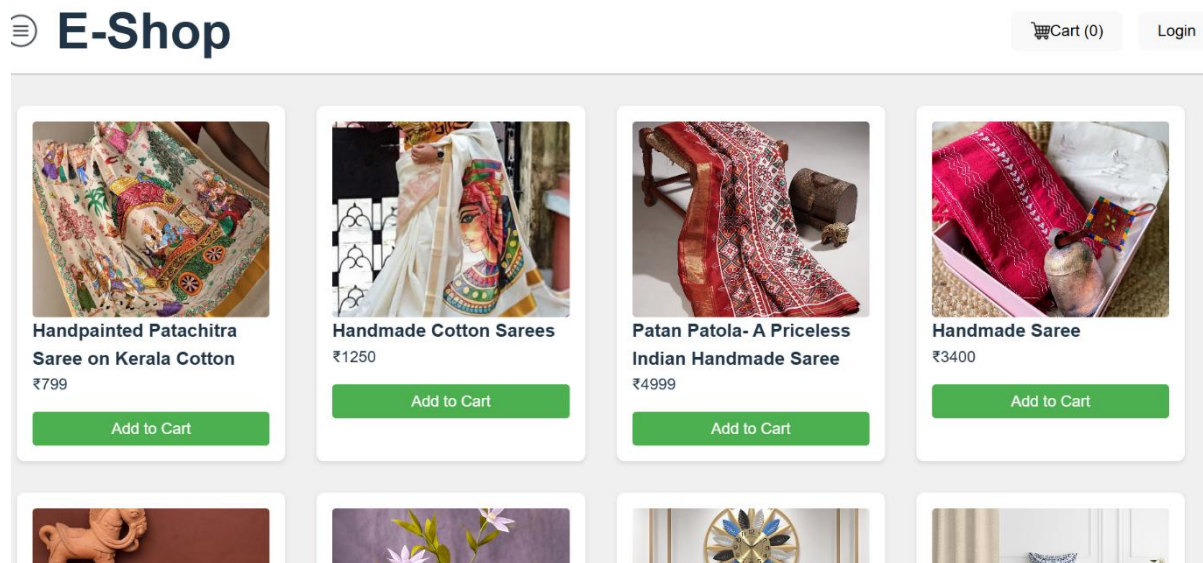 E-Shop
Cart (0)
Login
Handpainted Patachitra
Saree on Kerala Cotton
₹799
Add to Cart
Handmade Cotton Sarees
₹1250
Add to Cart
Patan Patola- A Priceless
Indian Handmade Saree
₹4999
Add to Cart
Handmade Saree
₹3400
Add to Cart